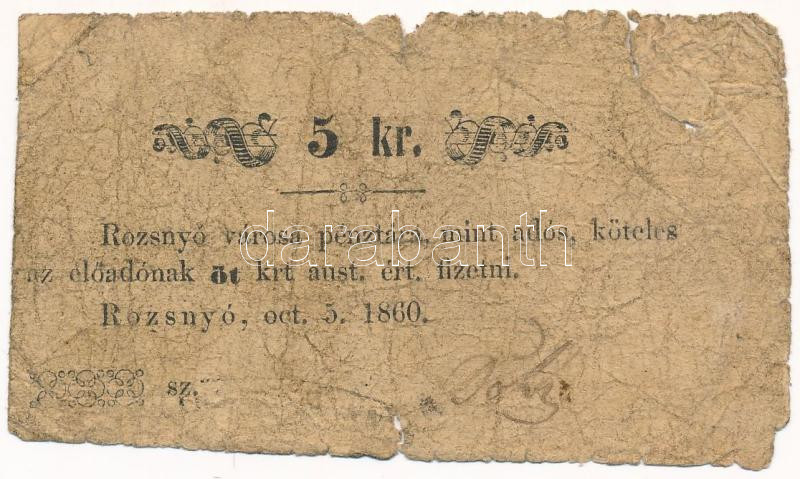 5 kr.
Rozsnyó városa pénztára, mint adós, köteles
az előadónak öt krt aust. ért. fizetni.
Rozsnyó, oct. 5. 1860.
sz.
darabanth